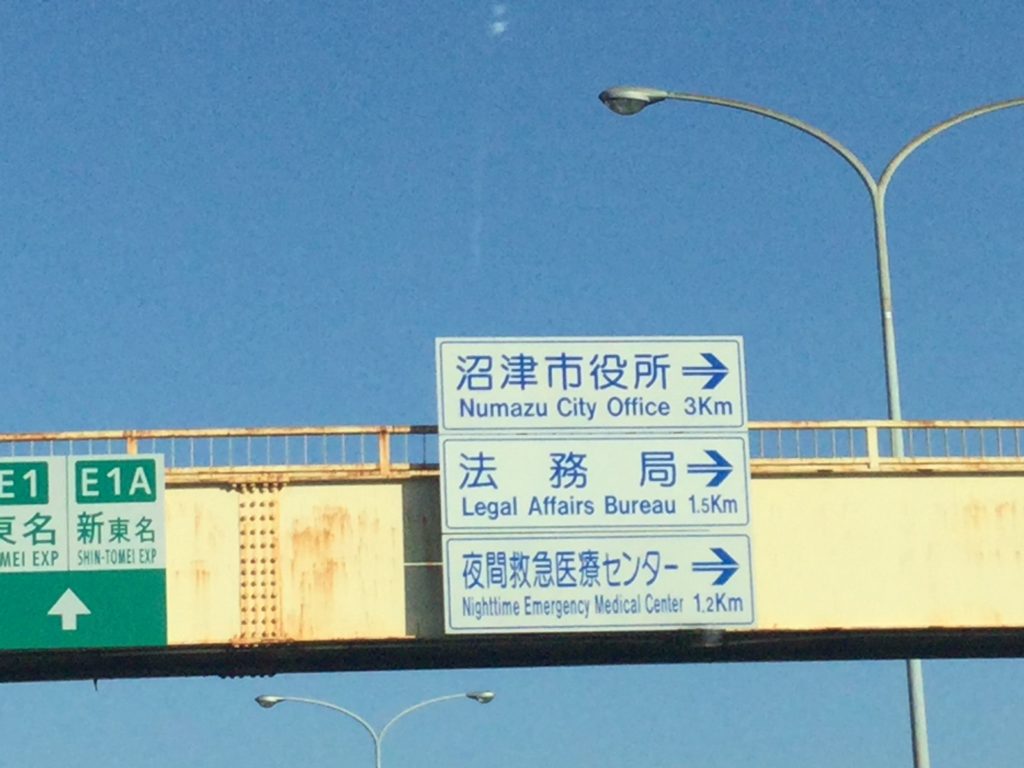 E1
東名
MEI EXP
E1A
新東名
SHIN-TOMEI EXP
沼津市役所
Numazu City Office 3Km
法務局
Legal Affairs Bureau 1.5Km
夜間救急医療センター
Nighttime Emergency Medical Center 1.2Km